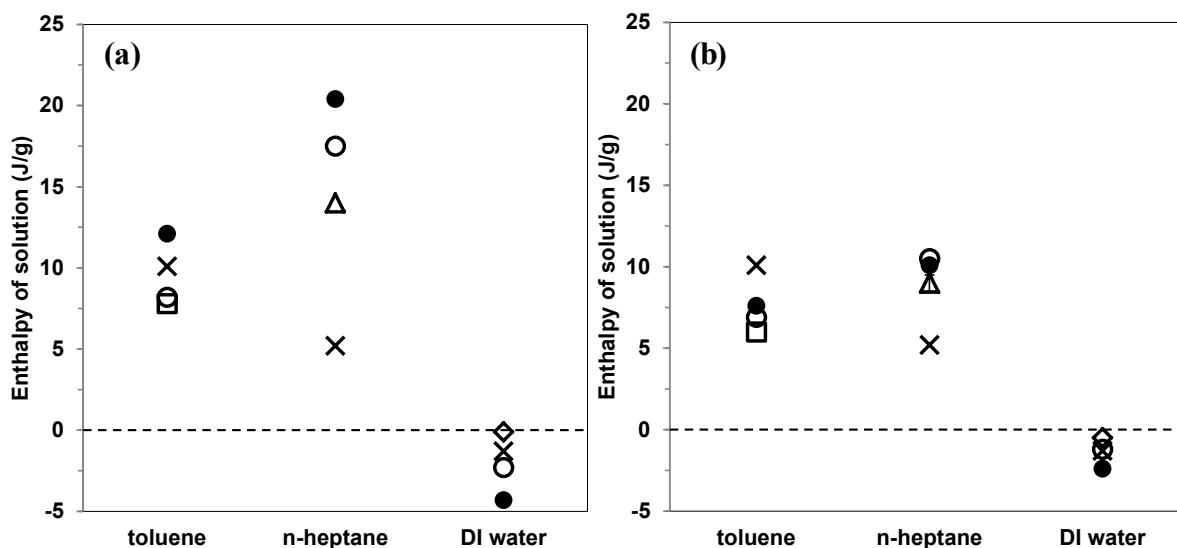 (a)
Enthalpy of solution (J/g)
25
20
15
10
5
0
-5
toluene n-heptane DI water
(b)
Enthalpy of solution (J/g)
25
20
15
10
5
0
-5
toluene n-heptane DI water